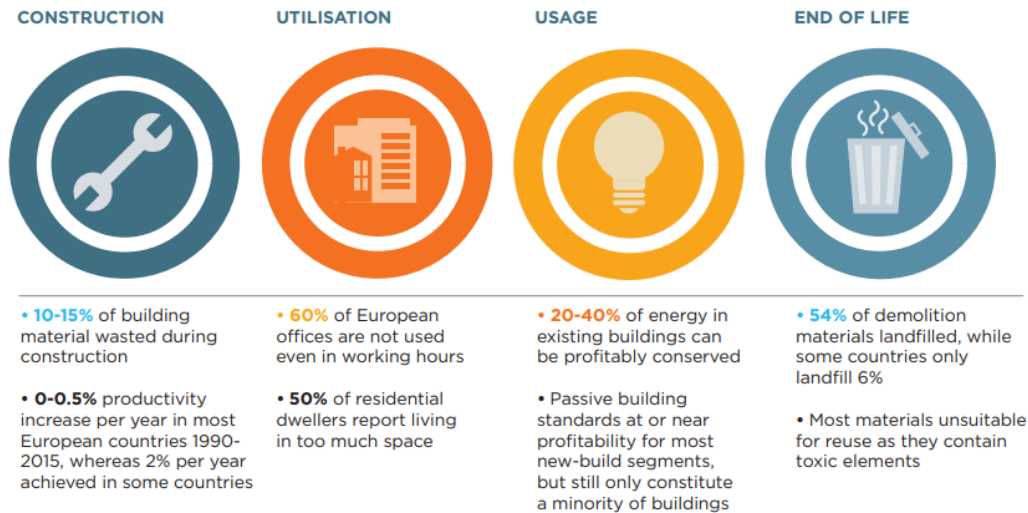 CONSTRUCTION
UTILISATION
USAGE
END OF LIFE
• 10-15% of building
material wasted during
construction
• 0-0.5% productivity
increase per year in most
European countries 1990-
2015, whereas 2% per year
achieved in some countries
• 60% of European
offices are not used
even in working hours
• 50% of residential
dwellers report living
in too much space
• 20-40% of energy in
existing buildings can
be profitably conserved
• Passive building
standards at or near
profitability for most
new-build segments,
but still only constitute
a minority of buildings
• 54% of demolition
materials landfilled, while
some countries only
landfill 6%
• Most materials unsuitable
for reuse as they contain
toxic elements